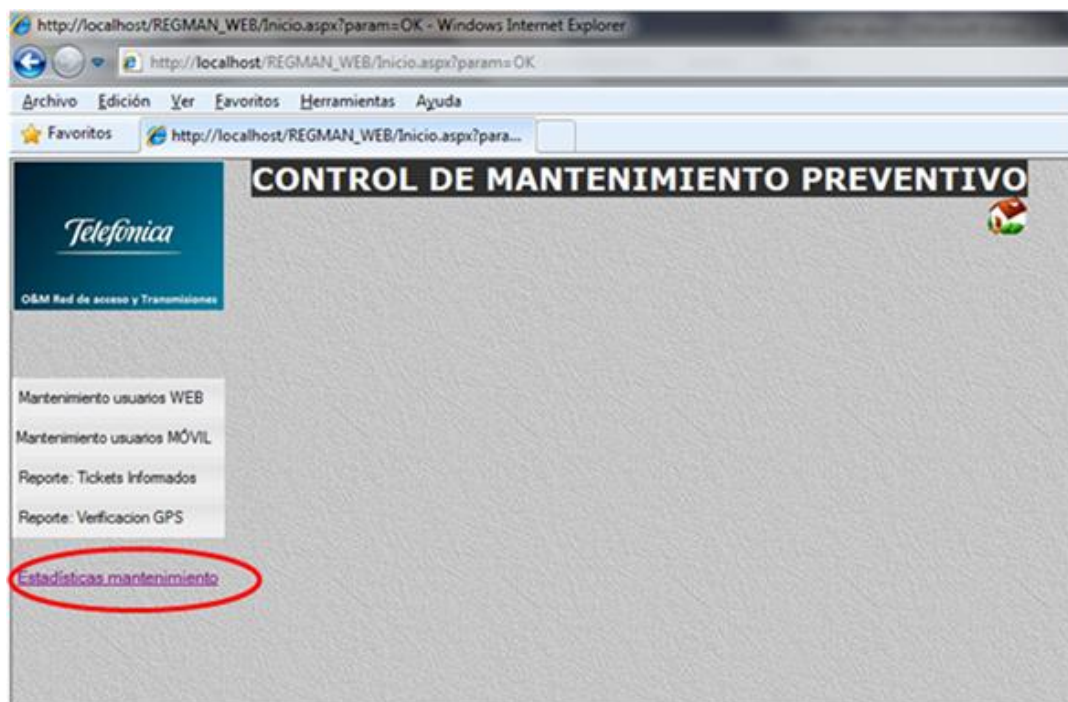 http://localhost/REGMAN_WEB/Inicio.aspx?param=OK - Windows Internet Explorer
http://localhost/REGMAN_WEB/Inicio.aspx?param=OK
Archivo Edición Ver Favoritos Herramientas Ayuda
Favoritos http://localhost/REGMAN_WEB/Inicio.aspx?para...
CONTROL DE MANTENIMIENTO PREVENTIVO
Telefónica
O&M Red de acceso y Transmisiones
Mantenimiento usuarios WEB
Mantenimiento usuarios MÓVIL
Reporte: Tickets Informados
Reporte: Verificacion GPS
Estadísticas mantenimiento